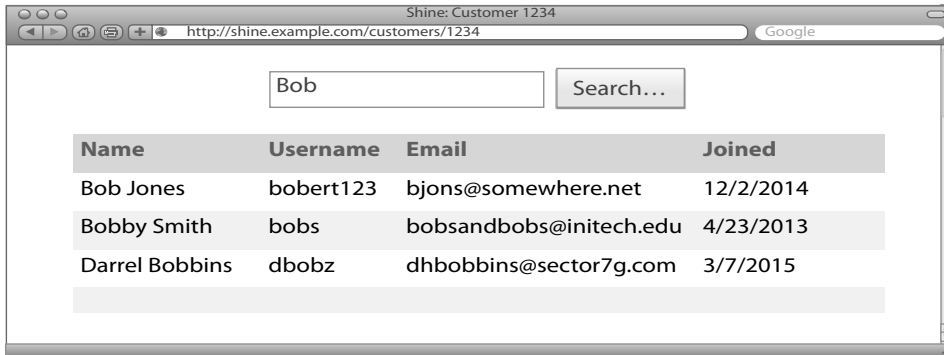 Shine: Customer 1234
http://shine.example.com/customers/1234 Google
Bob Search…
Name Username Email Joined
Bob Jones bobert123 bjons@somewhere.net 12/2/2014
Bobby Smith bobs bobsandbobs@initech.edu 4/23/2013
Darrel Bobbins dbobz dhbobbins@sector7g.com 3/7/2015